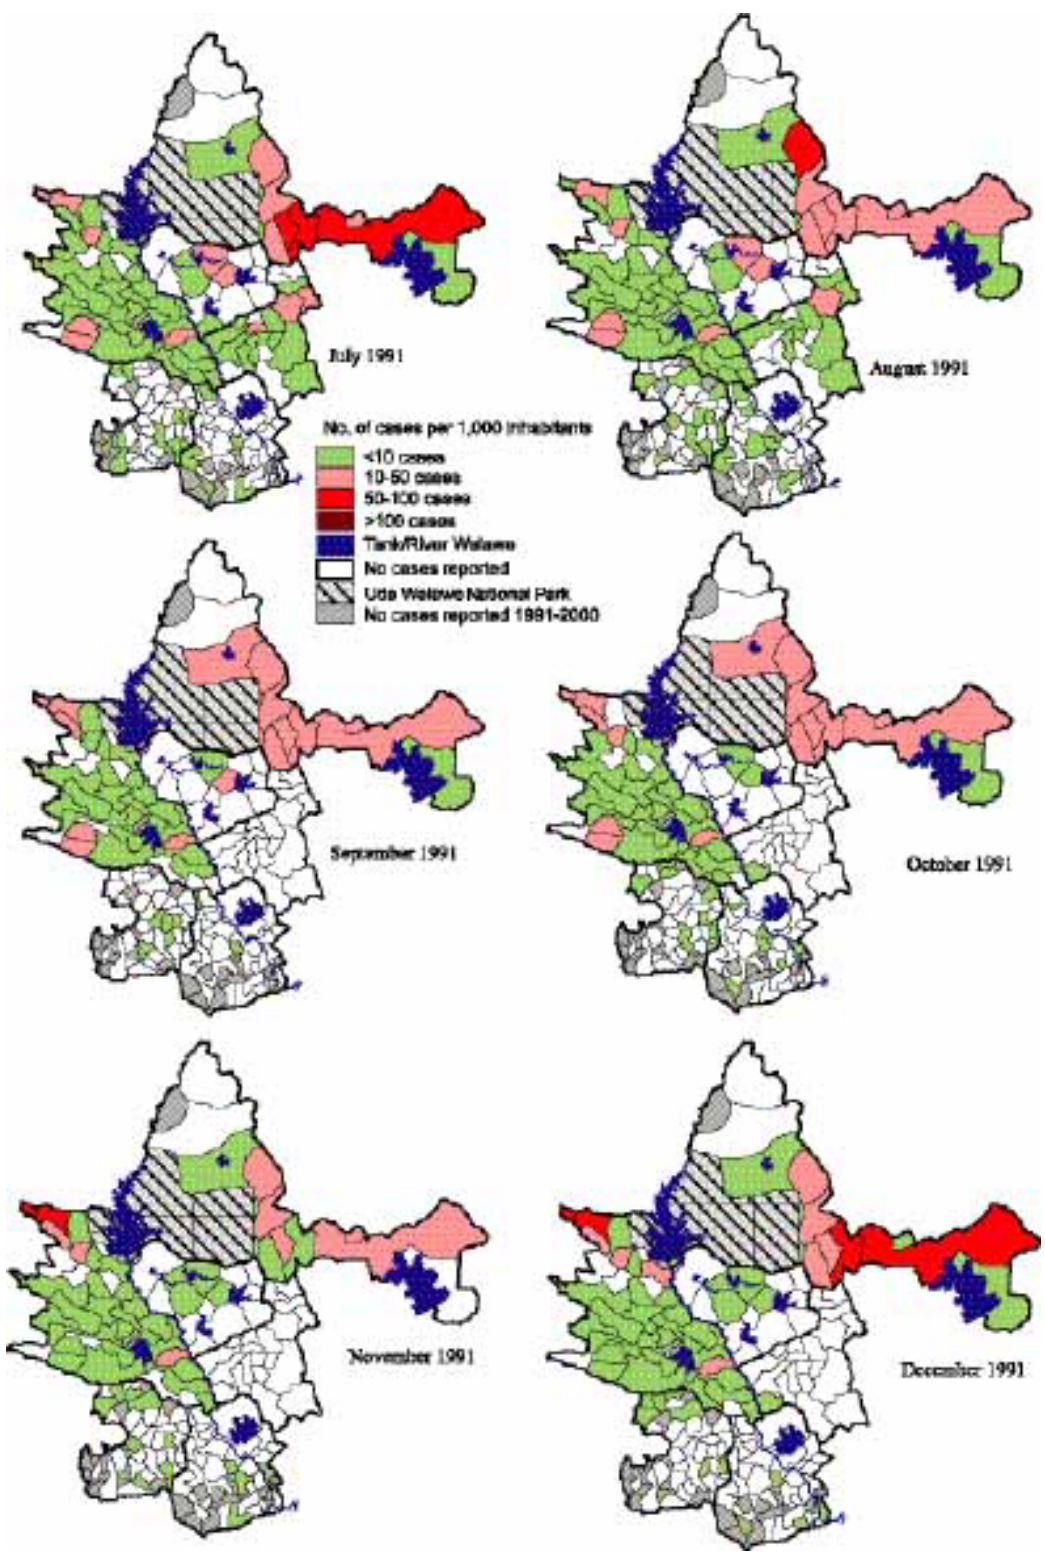 July 1991
August 1991
No. of cases per 1,000 inhabitants
<10 cases
10-50 cases
50-100 cases
>100 cases
Tank/River Walawe
No cases reported
Uda Walawe National Park
No cases reported 1991-2000
September 1991
October 1991
November 1991
December 1991